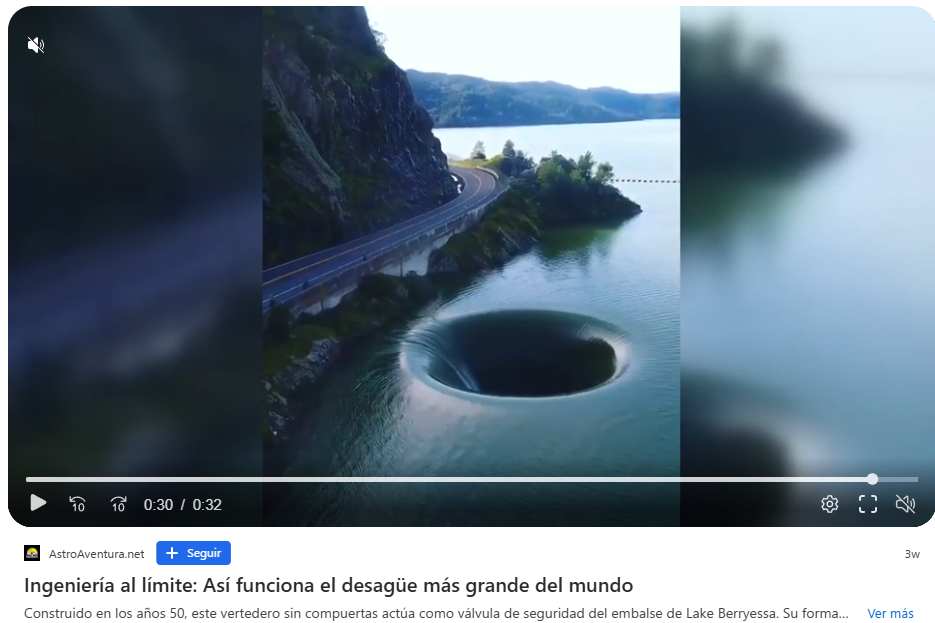 10
10
0:30 / 0:32
AstroAventura.net
+ Seguir
3w
Ingeniería al límite: Así funciona el desagüe más grande del mundo
Construido en los años 50, este vertedero sin compuertas actúa como válvula de seguridad del embalse de Lake Berryessa. Su forma... Ver más